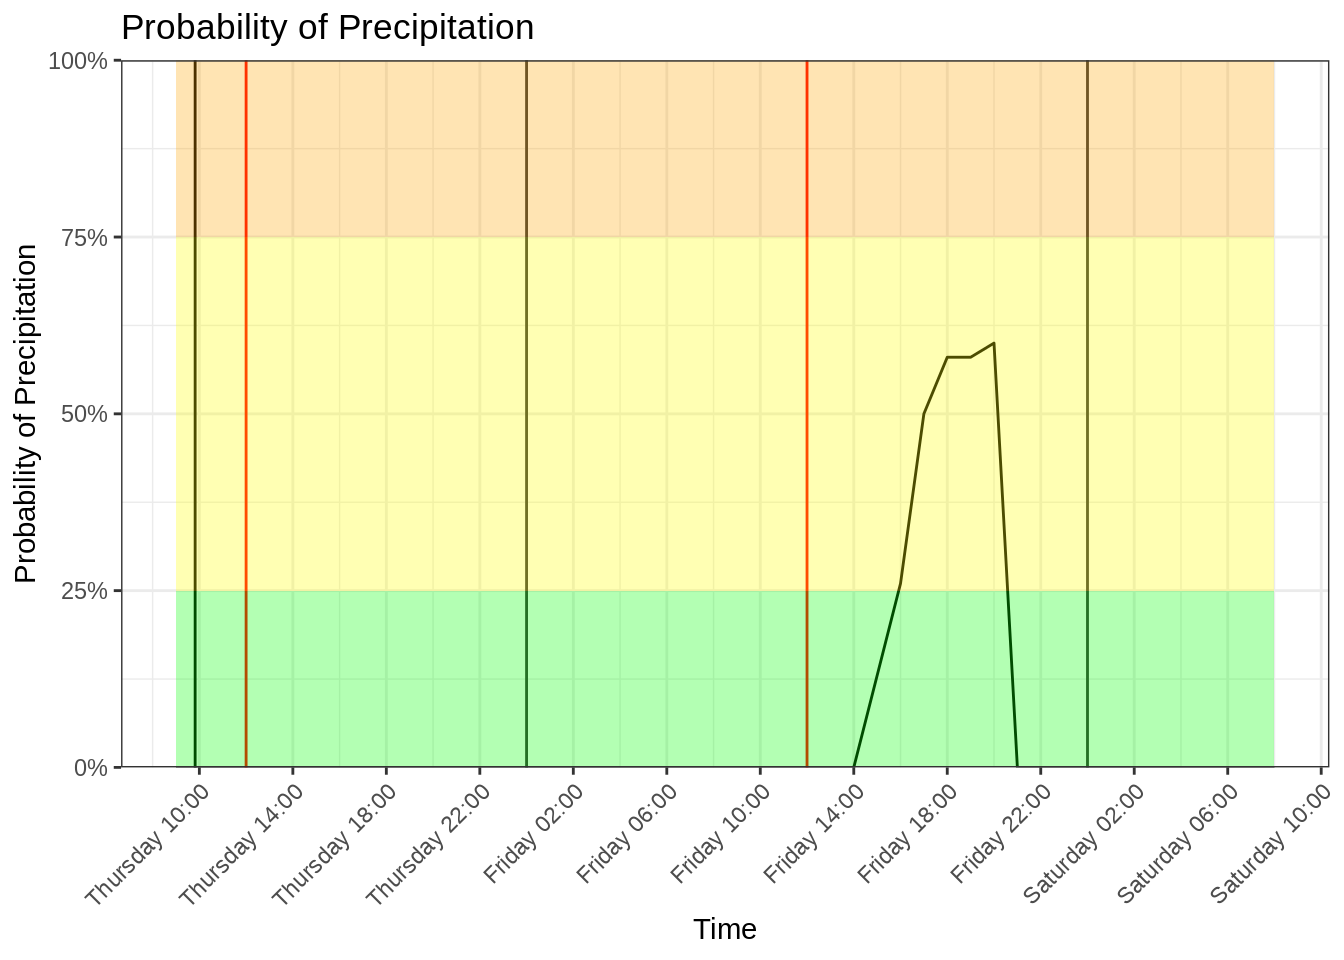 Probability of Precipitation
Probability of Precipitation
100%
75%
50%
25%
0%
Thursday 10:00
Thursday 14:00
Thursday 18:00
Thursday 22:00
Friday 02:00
Friday 06:00
Friday 10:00
Friday 14:00
Friday 18:00
Friday 22:00
Saturday 02:00
Saturday 06:00
Saturday 10:00
Time